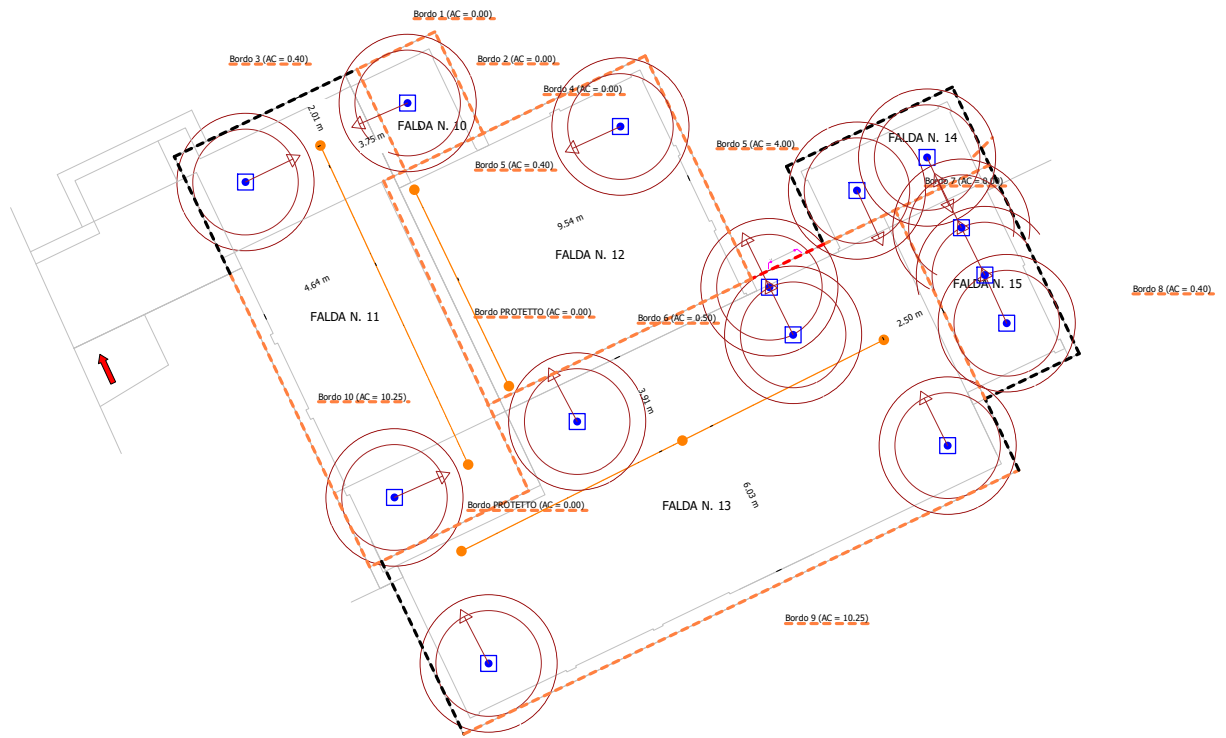 Bordo 1 (AC = 0.00)
Bordo 3 (AC = 0.40)
Bordo 2 (AC = 0.00)
Bordo 4 (AC = 0.00)
2.01 m
FALDA N. 10
3.75 m
Bordo 5 (AC = 4.00)
FALDA N. 14
Bordo 5 (AC = 0.40)
Bordo 7 (AC = 0.00)
9.54 m
FALDA N. 12
4.64 m
FALDA N. 15
Bordo 8 (AC = 0.40)
FALDA N. 11
Bordo PROTETTO (AC = 0.00)
Bordo 6 (AC = 0.50)
2.50 m
Bordo 10 (AC = 10.25)
3.91 m
6.03 m
Bordo PROTETTO (AC = 0.00)
FALDA N. 13
Bordo 9 (AC = 10.25)